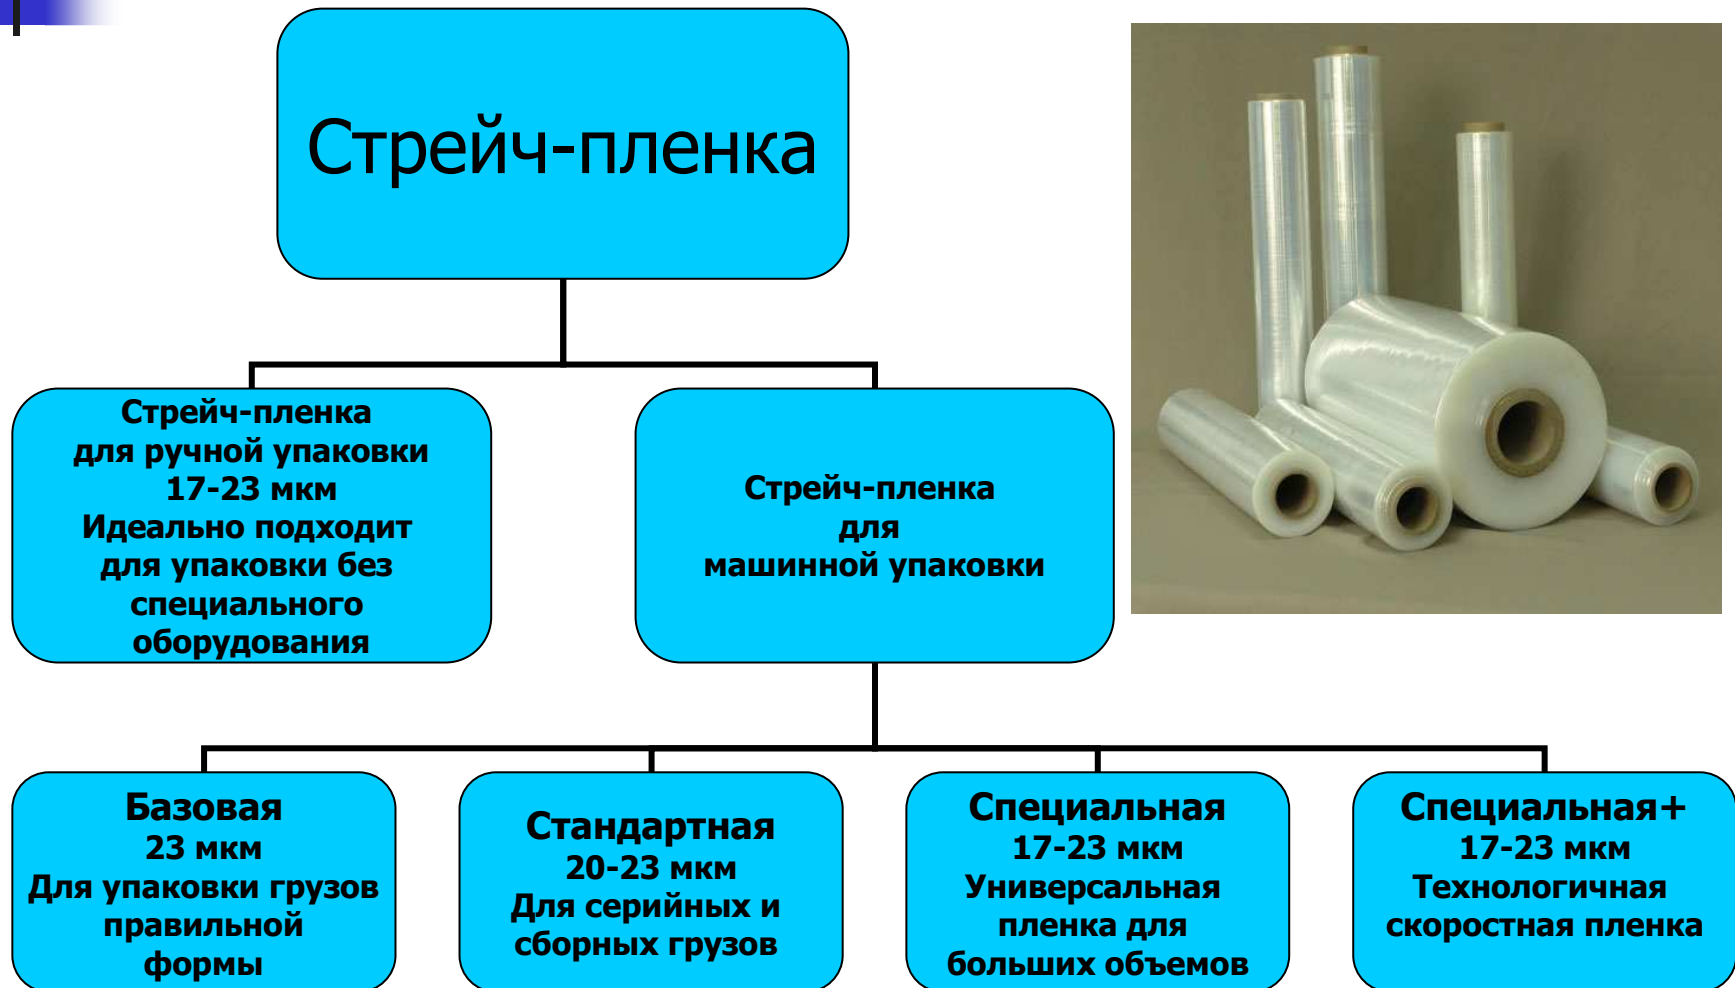 Стрейч-пленка
Стрейч-пленка
для ручной упаковки
17-23 мкм
Идеально подходит
для упаковки без
специального
оборудования
Стрейч-пленка
для
машинной упаковки
Базовая
23 мкм
Для упаковки грузов
правильной
формы
Стандартная
20-23 мкм
Для серийных и
сборных грузов
Специальная
17-23 мкм
Универсальная
пленка для
больших объемов
Специальная+
17-23 мкм
Технологичная
скоростная пленка